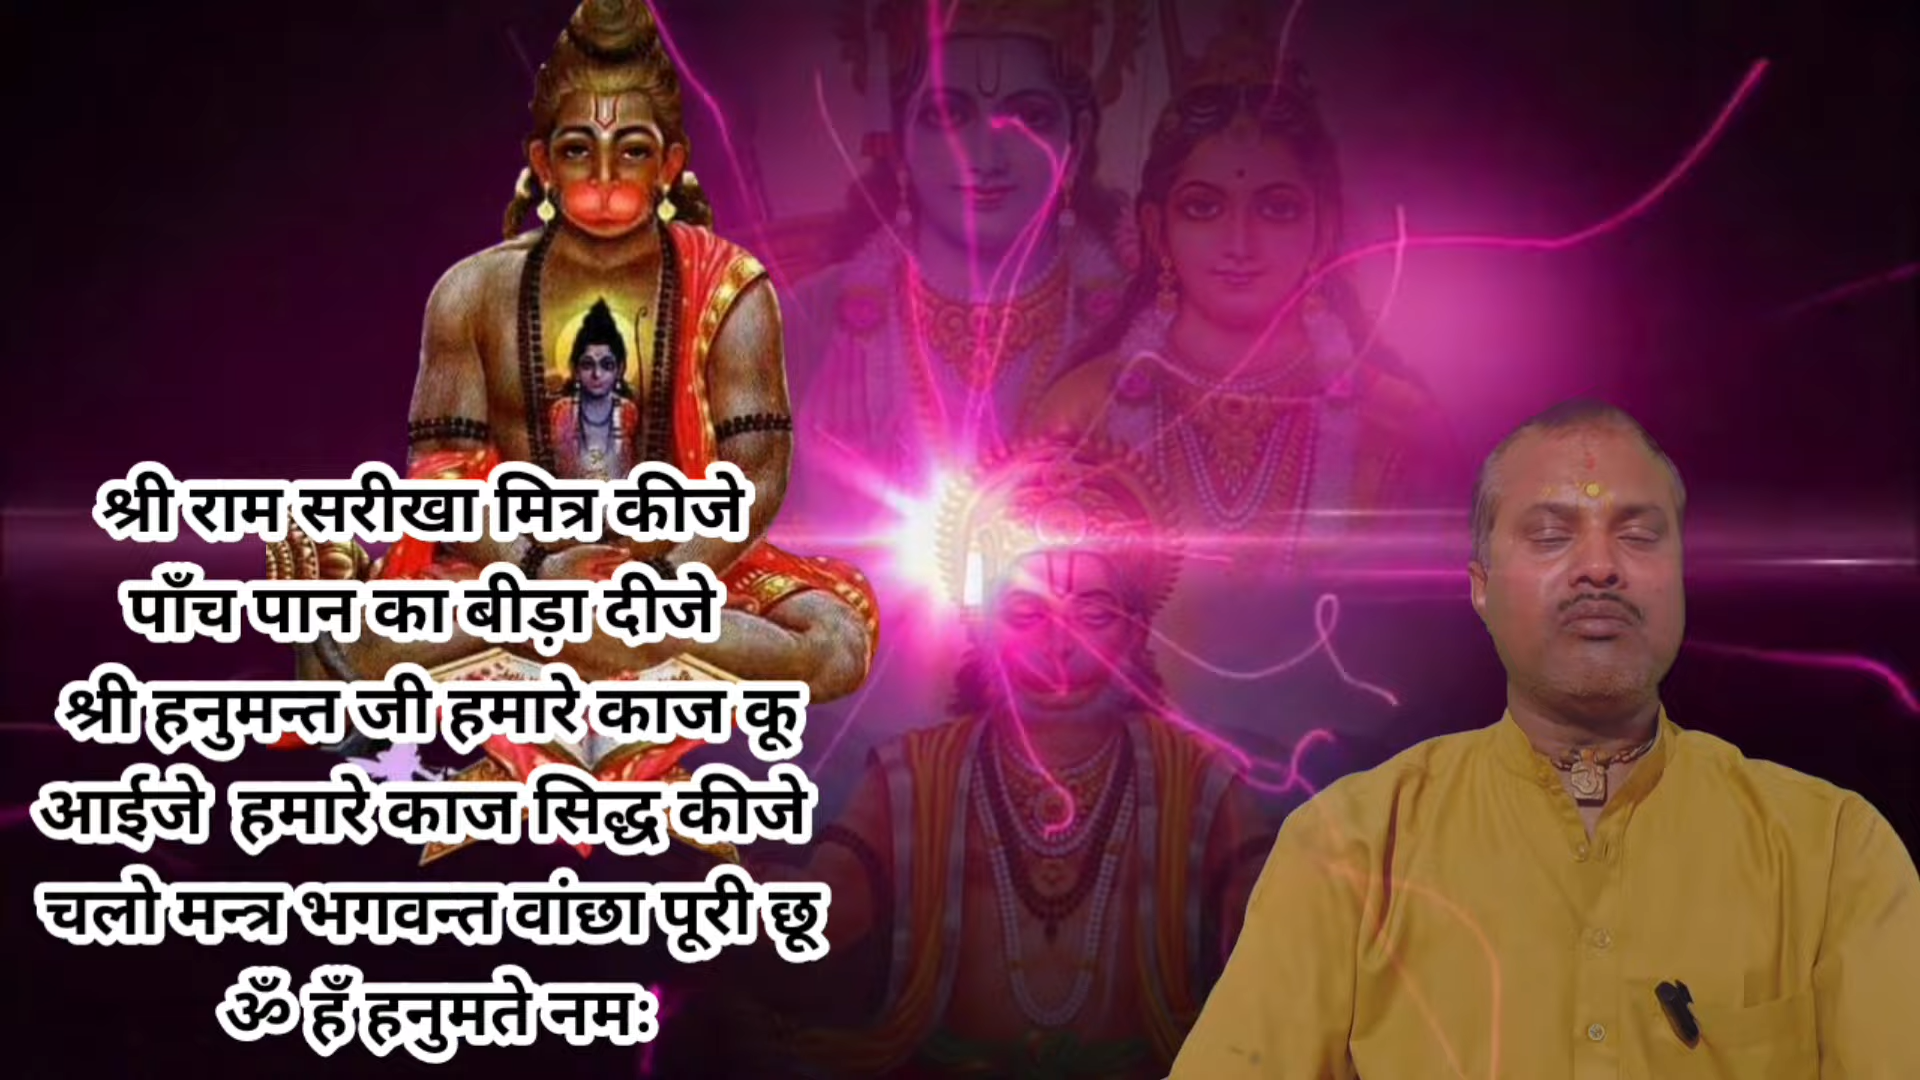 श्री राम सरीखा मित्र कीजे
पाँच पान का बीड़ा दीजे
श्री हनुमन्त जी हमारे काज कू
आईजे हमारे काज सिद्ध कीजे
चलो मन्त्र भगवन्त वांछा पूरी छू
ॐ हँ हनुमते नमः